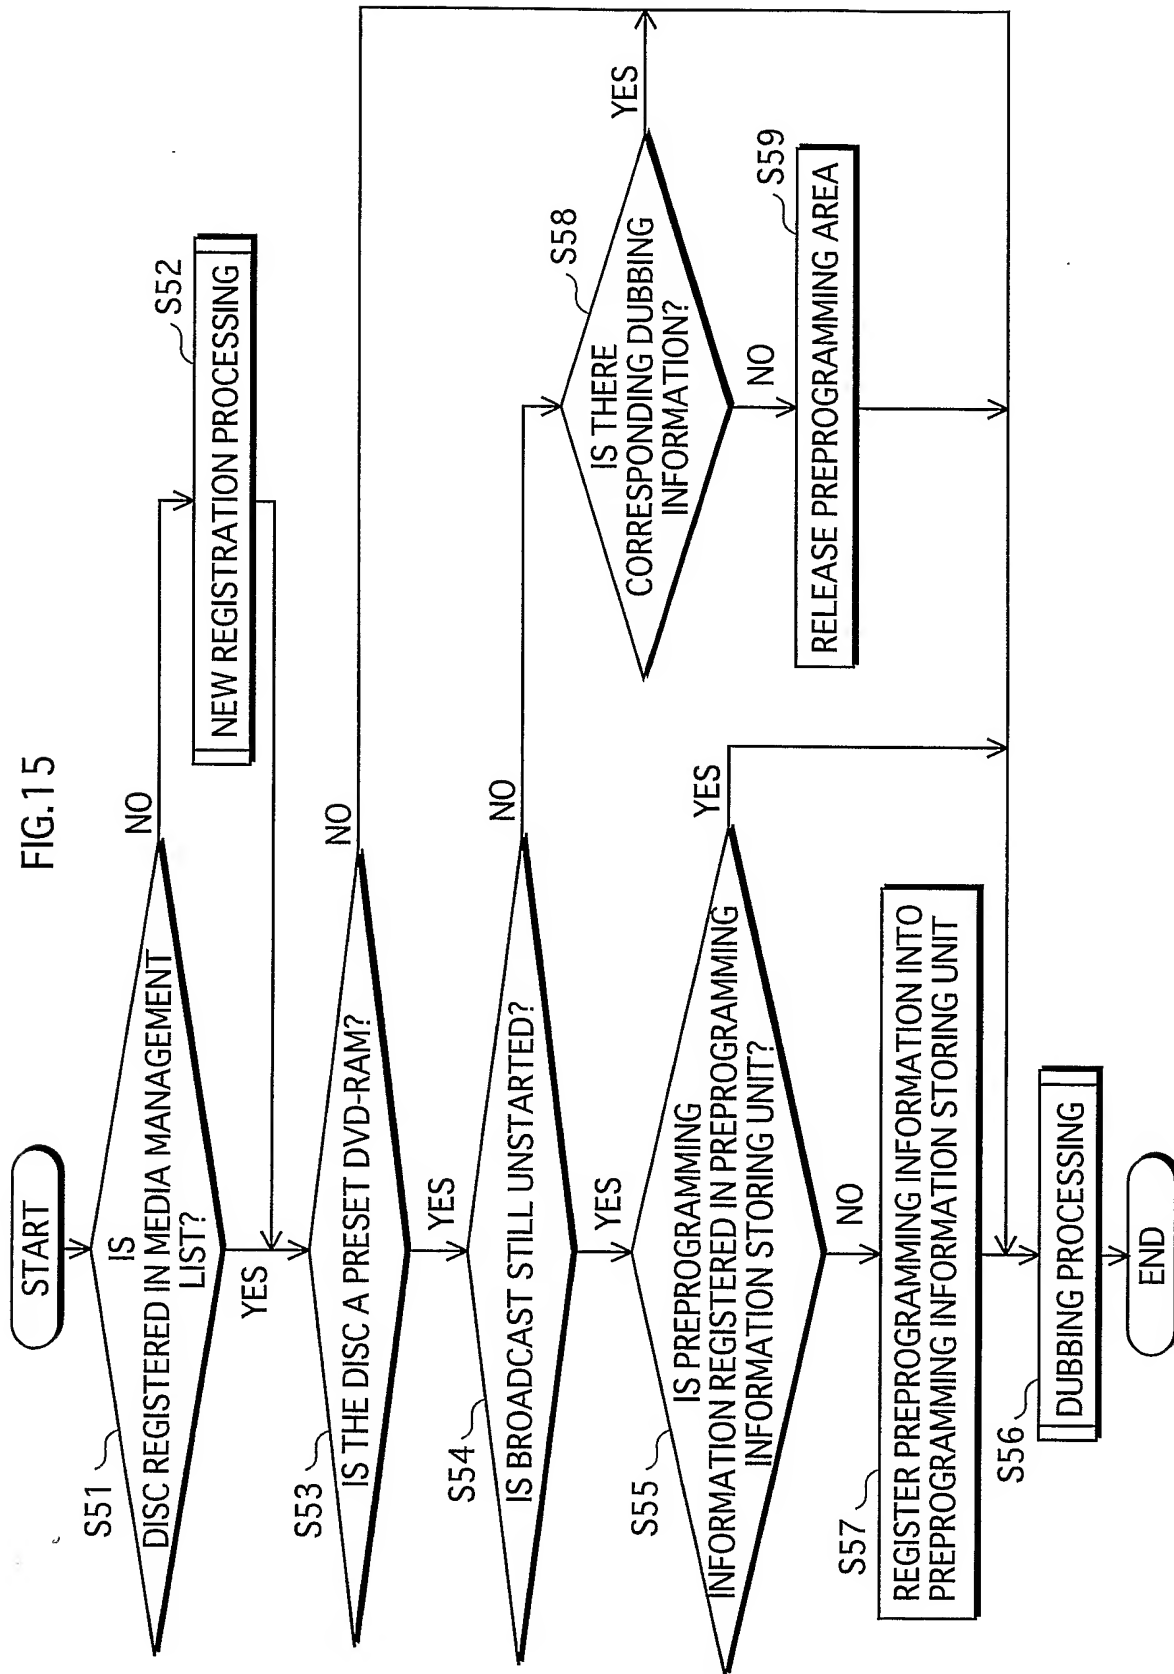 FIG.15
START
S51
IS
DISC REGISTERED IN MEDIA MANAGEMENT
LIST?
NO
YES
S52
NEW REGISTRATION PROCESSING
S53
IS THE DISC A PRESET DVD-RAM?
NO
YES
S54
IS BROADCAST STILL UNSTARTED?
NO
YES
S55
IS PREPROGRAMMING
INFORMATION REGISTERED IN PREPROGRAMMING
INFORMATION STORING UNIT?
YES
NO
S58
IS THERE
CORRESPONDING DUBBING
INFORMATION?
YES
NO
S59
RELEASE PREPROGRAMMING AREA
S57
REGISTER PREPROGRAMMING INFORMATION INTO
PREPROGRAMMING INFORMATION STORING UNIT
S56
DUBBING PROCESSING
END